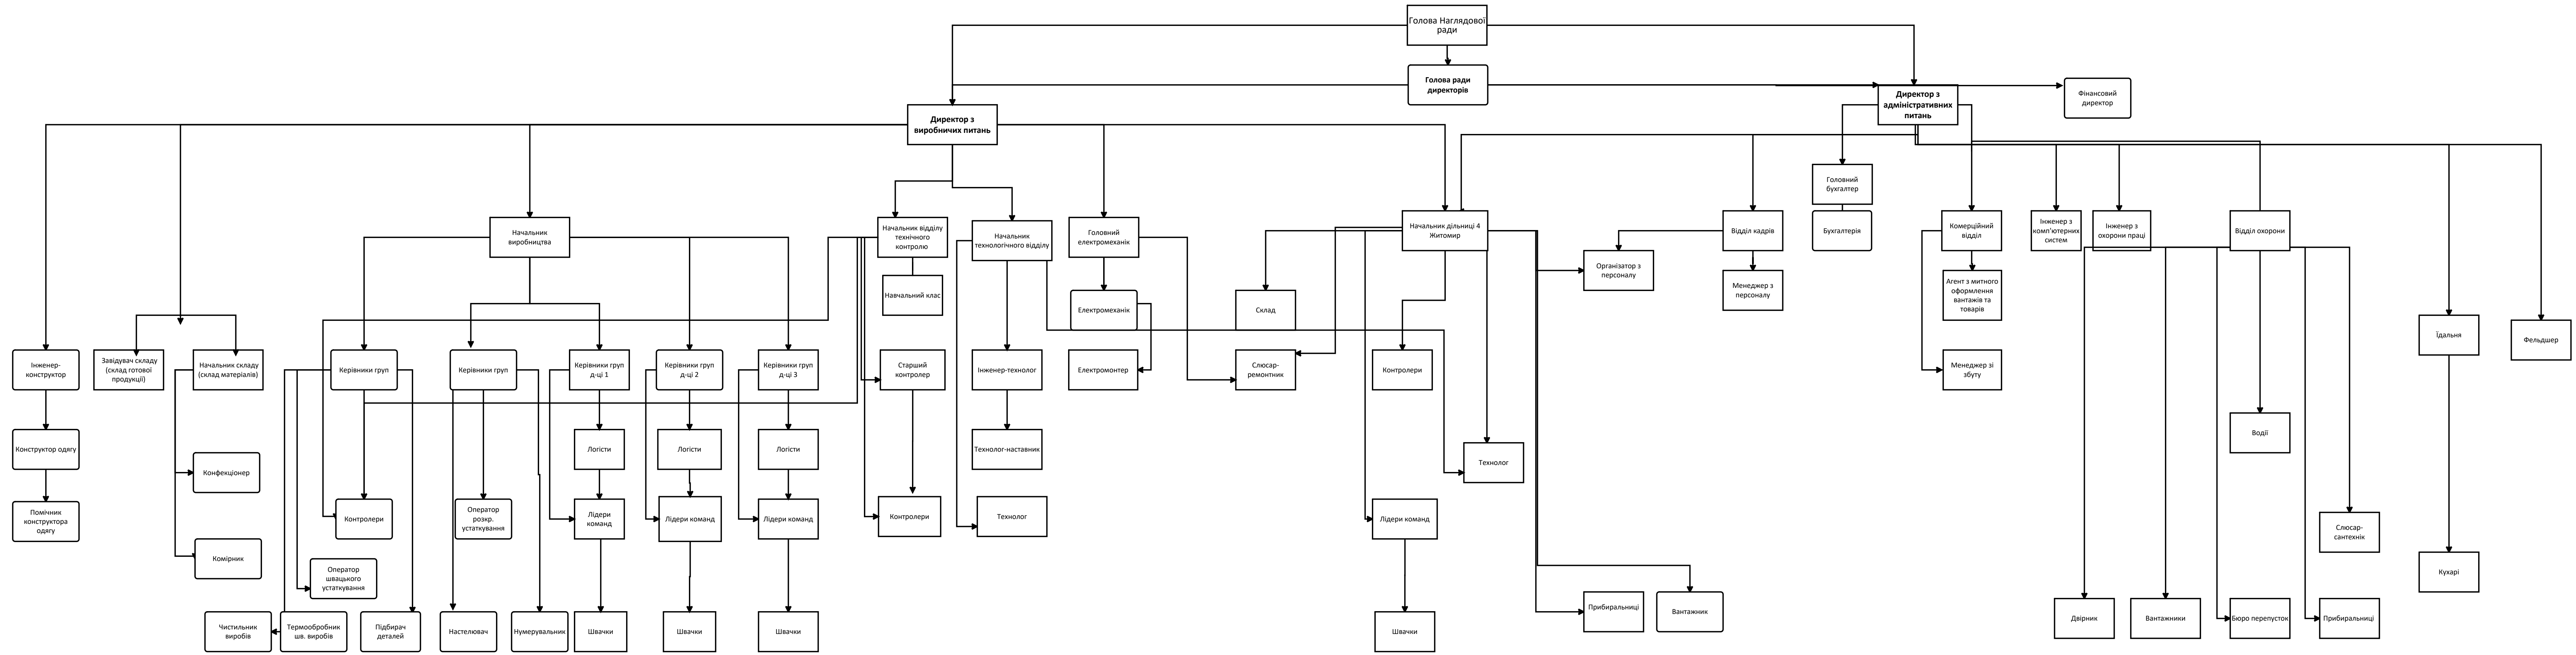 Голова Наглядової
ради
Голова ради
директорів
Фінансовий
директор
Директор з
адміністративних
питань
Директор з
виробничих питань
Головний
бухгалтер
Начальник
виробництва
Начальник відділу
технічного
контролю
Начальник
технологічного відділу
Головний
електромеханік
Начальник дільниці 4
Житомир
Відділ кадрів
Бухгалтерія
Комерційний
відділ
Інженер з
комп'ютерних
систем
Інженер з
охорони праці
Відділ охорони
Організатор з
персоналу
Менеджер з
персоналу
Агент з митного
оформлення
вантажів та
товарів
Навчальний клас
Електромеханік
Склад
Їдальня
Фельдшер
Інженер-
конструктор
Завідувач складу
(склад готової
продукції)
Начальник складу
(склад матеріалів)
Керівники груп
Керівники груп
Керівники груп
д-ці 1
Керівники груп
д-ці 2
Керівники груп
д-ці 3
Старший
контролер
Інженер-технолог
Електромонтер
Слюсар-
ремонтник
Контролери
Менеджер зі
збуту
Конструктор одягу
Логісти
Логісти
Логісти
Технолог-наставник
Водії
Конфекціонер
Технолог
Помічник
конструктора
одягу
Контролери
Оператор
розкр.
устаткування
Лідери
команд
Лідери команд
Лідери команд
Контролери
Технолог
Лідери команд
Слюсар-
сантехнік
Комірник
Оператор
швацького
устаткування
Кухарі
Прибиральниці
Вантажник
Чистильник
виробів
Термообробник
шв. виробів
Підбирач
деталей
Настелювач
Нумерувальник
Швачки
Швачки
Швачки
Швачки
Двірник
Вантажники
Бюро перепусток
Прибиральниці